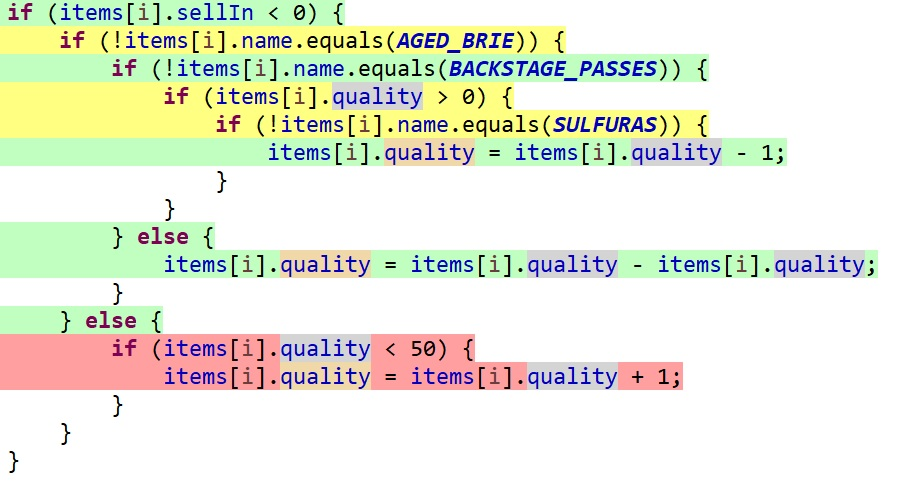 if (items[i].sellIn < 0) {
if (!items[i].name.equals(AGED_BRIE)) {
if (!items[i].name.equals(BACKSTAGE_PASSES)) {
if (items[i].quality > 0) {
if (!items[i].name.equals(SULFURAS)) {
items[i].quality = items[i].quality - 1;
}
}
} else {
items[i].quality = items[i].quality - items[i].quality;
}
} else {
if (items[i].quality < 50) {
items[i].quality = items[i].quality + 1;
}
}
}